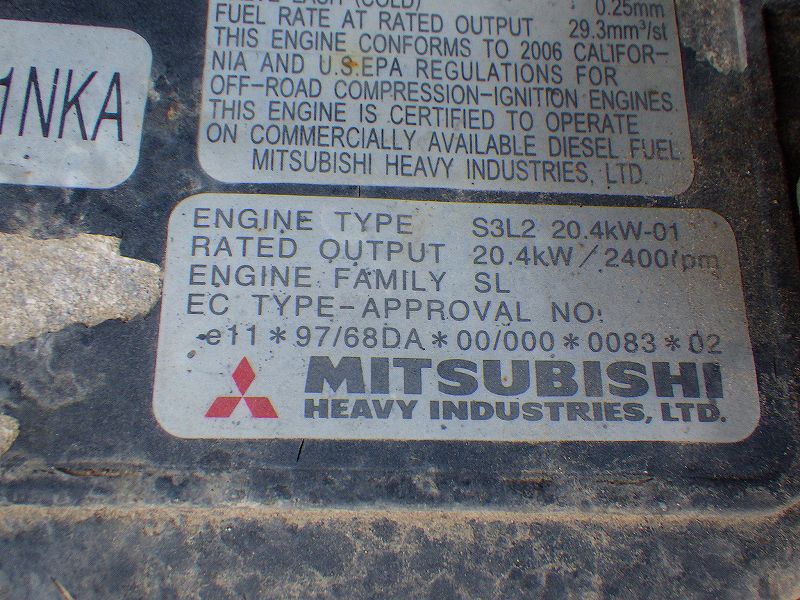 1NKA
(COLD) 0.25mm
FUEL RATE AT RATED OUTPUT 29.3mm³/st
THIS ENGINE CONFORMS TO 2006 CALIFOR-
NIA AND U.S.EPA REGULATIONS FOR
OFF-ROAD COMPRESSION-IGNITION ENGINES.
THIS ENGINE IS CERTIFIED TO OPERATE
ON COMMERCIALLY AVAILABLE DIESEL FUEL.
MITSUBISHI HEAVY INDUSTRIES, LTD.
ENGINE TYPE S3L2 20.4kW-01
RATED OUTPUT 20.4kW/2400rpm
ENGINE FAMILY SL
EC TYPE-APPROVAL NO:
e11*97/68DA*00/000*0083*02
MITSUBISHI
HEAVY INDUSTRIES, LTD.